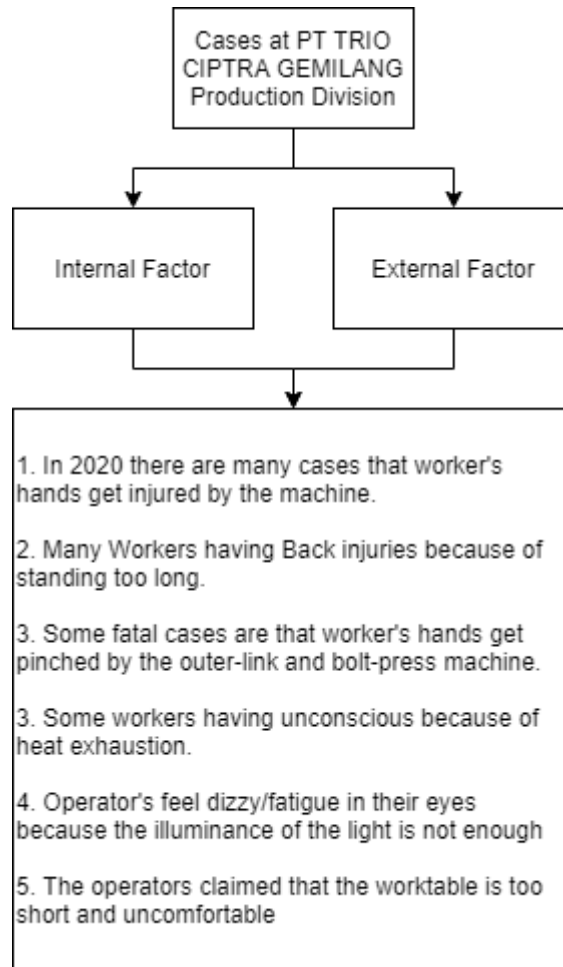 Cases at PT TRIO
CIPTRA GEMILANG
Production Division
Internal Factor
External Factor
1. In 2020 there are many cases that worker's
hands get injured by the machine.
2. Many Workers having Back injuries because of
standing too long.
3. Some fatal cases are that worker's hands get
pinched by the outer-link and bolt-press machine.
3. Some workers having unconscious because of
heat exhaustion.
4. Operator's feel dizzy/fatigue in their eyes
because the illuminance of the light is not enough
5. The operators claimed that the worktable is too
short and uncomfortable